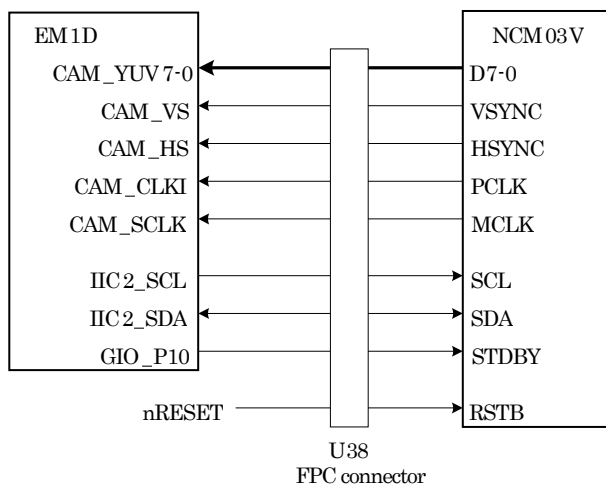 EM1D NCM03V
CAM_YUV7-0 D7-0
CAM_VS VSYNC
CAM_HS HSYNC
CAM_CLKI PCLK
CAM_SCLK MCLK
IIC2_SCL SCL
IIC2_SDA SDA
GIO_P10 STDBY
nRESET RSTB
U38
FPC connector